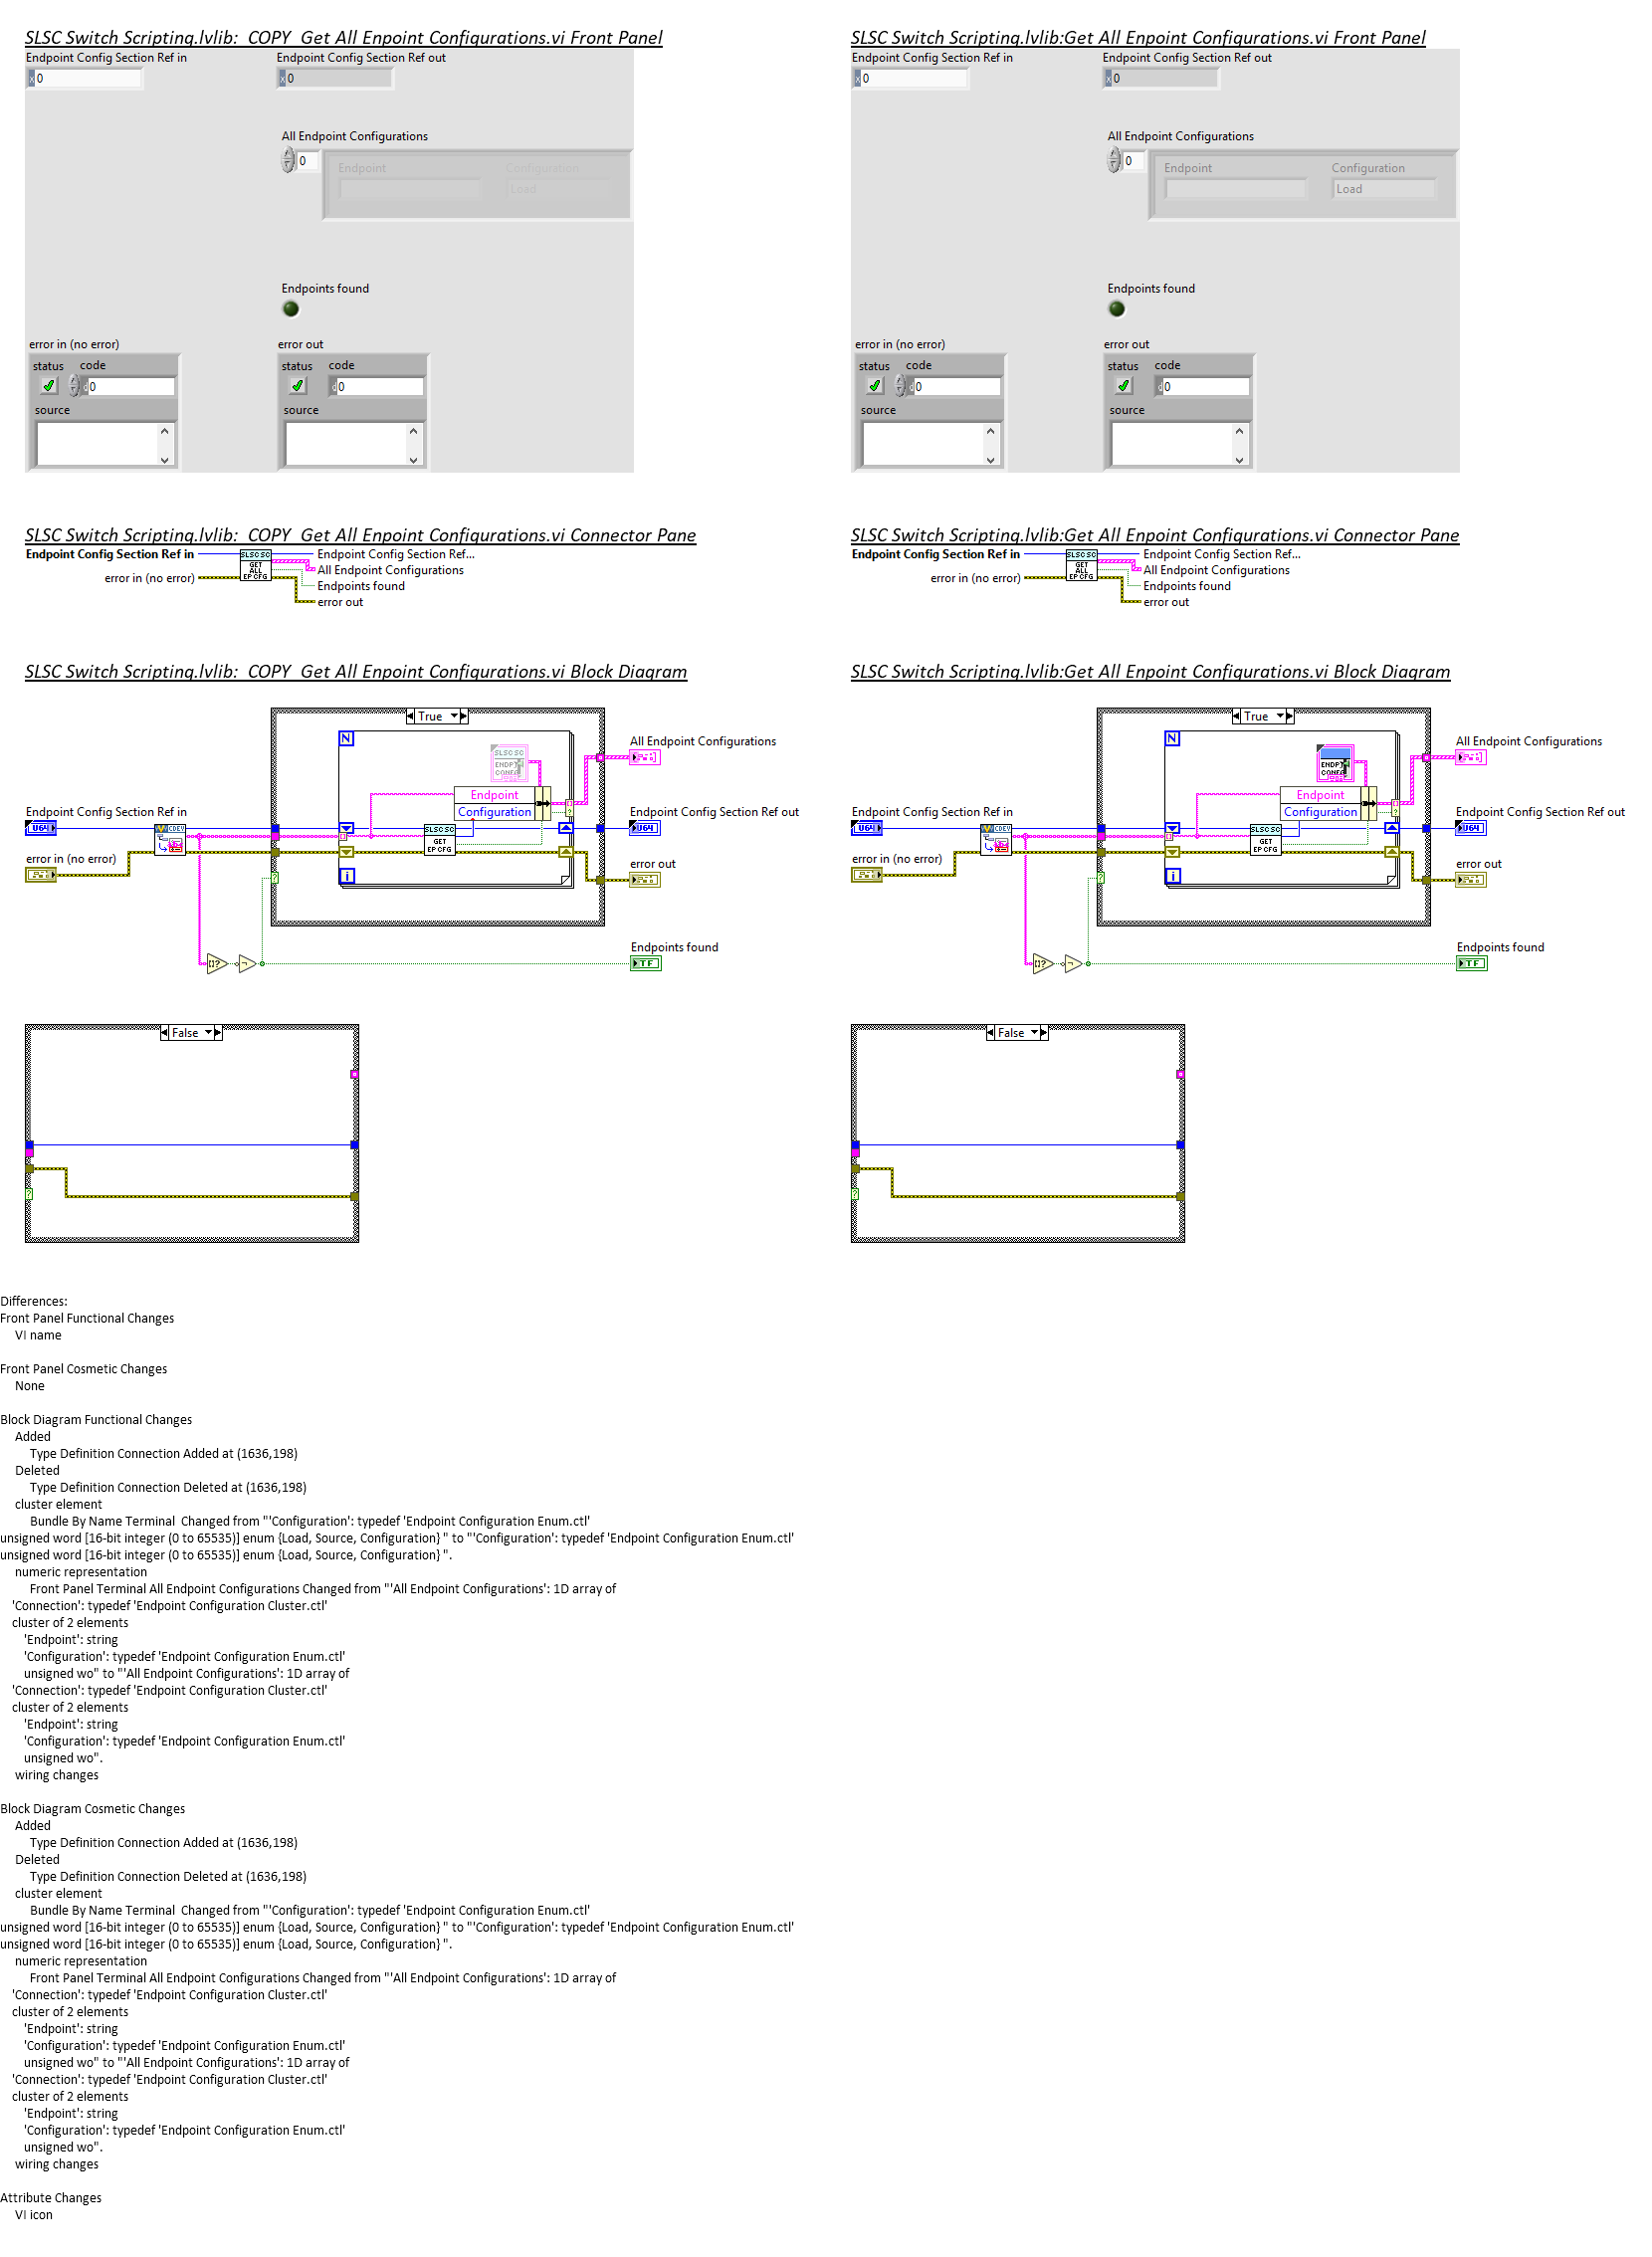 SLSC Switch Scripting.lvlib:  COPY  Get All Enpoint Configurations.vi Front Panel
Endpoint Config Section Ref in
Endpoint Config Section Ref out
x 0
x 0
All Endpoint Configurations
0
Endpoint
Configuration
Load
Endpoints found
error in (no error)
error out
status code
status code
d 0
d 0
source
source
SLSC Switch Scripting.lvlib:Get All Enpoint Configurations.vi Front Panel
Endpoint Config Section Ref in
Endpoint Config Section Ref out
x 0
x 0
All Endpoint Configurations
0
Endpoint
Configuration
Load
Endpoints found
error in (no error)
error out
status code
status code
d 0
d 0
source
source
SLSC Switch Scripting.lvlib:  COPY  Get All Enpoint Configurations.vi Connector Pane
Endpoint Config Section Ref in
error in (no error)
SLSC SC
GET
ALL
EP CFG
Endpoint Config Section Ref...
All Endpoint Configurations
Endpoints found
error out
SLSC Switch Scripting.lvlib:Get All Enpoint Configurations.vi Connector Pane
Endpoint Config Section Ref in
error in (no error)
SLSC SC
GET
ALL
EP CFG
Endpoint Config Section Ref...
All Endpoint Configurations
Endpoints found
error out
SLSC Switch Scripting.lvlib:  COPY  Get All Enpoint Configurations.vi Block Diagram
True
N
SLSC SC
ENDPT
CONFG
All Endpoint Configurations
Endpoint
Configuration
Endpoint Config Section Ref in
U64
CDEV
SLSC SC
GET
EP CFG
Endpoint Config Section Ref out
U64
error in (no error)
error out
i
?
Endpoints found
TF
False
?
SLSC Switch Scripting.lvlib:Get All Enpoint Configurations.vi Block Diagram
True
N
ENDPT
CONFG
All Endpoint Configurations
Endpoint
Configuration
Endpoint Config Section Ref in
U64
CDEV
SLSC SC
GET
EP CFG
Endpoint Config Section Ref out
U64
error in (no error)
error out
i
?
Endpoints found
TF
False
?
Differences:
Front Panel Functional Changes
VI name
Front Panel Cosmetic Changes
None
Block Diagram Functional Changes
Added
Type Definition Connection Added at (1636,198)
Deleted
Type Definition Connection Deleted at (1636,198)
cluster element
Bundle By Name Terminal  Changed from "'Configuration': typedef 'Endpoint Configuration Enum.ctl'
unsigned word [16-bit integer (0 to 65535)] enum {Load, Source, Configuration} " to "'Configuration': typedef 'Endpoint Configuration Enum.ctl'
unsigned word [16-bit integer (0 to 65535)] enum {Load, Source, Configuration} ".
numeric representation
Front Panel Terminal All Endpoint Configurations Changed from "'All Endpoint Configurations': 1D array of
'Connection': typedef 'Endpoint Configuration Cluster.ctl'
cluster of 2 elements
'Endpoint': string
'Configuration': typedef 'Endpoint Configuration Enum.ctl'
unsigned wo" to "'All Endpoint Configurations': 1D array of
'Connection': typedef 'Endpoint Configuration Cluster.ctl'
cluster of 2 elements
'Endpoint': string
'Configuration': typedef 'Endpoint Configuration Enum.ctl'
unsigned wo".
wiring changes
Block Diagram Cosmetic Changes
Added
Type Definition Connection Added at (1636,198)
Deleted
Type Definition Connection Deleted at (1636,198)
cluster element
Bundle By Name Terminal  Changed from "'Configuration': typedef 'Endpoint Configuration Enum.ctl'
unsigned word [16-bit integer (0 to 65535)] enum {Load, Source, Configuration} " to "'Configuration': typedef 'Endpoint Configuration Enum.ctl'
unsigned word [16-bit integer (0 to 65535)] enum {Load, Source, Configuration} ".
numeric representation
Front Panel Terminal All Endpoint Configurations Changed from "'All Endpoint Configurations': 1D array of
'Connection': typedef 'Endpoint Configuration Cluster.ctl'
cluster of 2 elements
'Endpoint': string
'Configuration': typedef 'Endpoint Configuration Enum.ctl'
unsigned wo" to "'All Endpoint Configurations': 1D array of
'Connection': typedef 'Endpoint Configuration Cluster.ctl'
cluster of 2 elements
'Endpoint': string
'Configuration': typedef 'Endpoint Configuration Enum.ctl'
unsigned wo".
wiring changes
Attribute Changes
VI icon